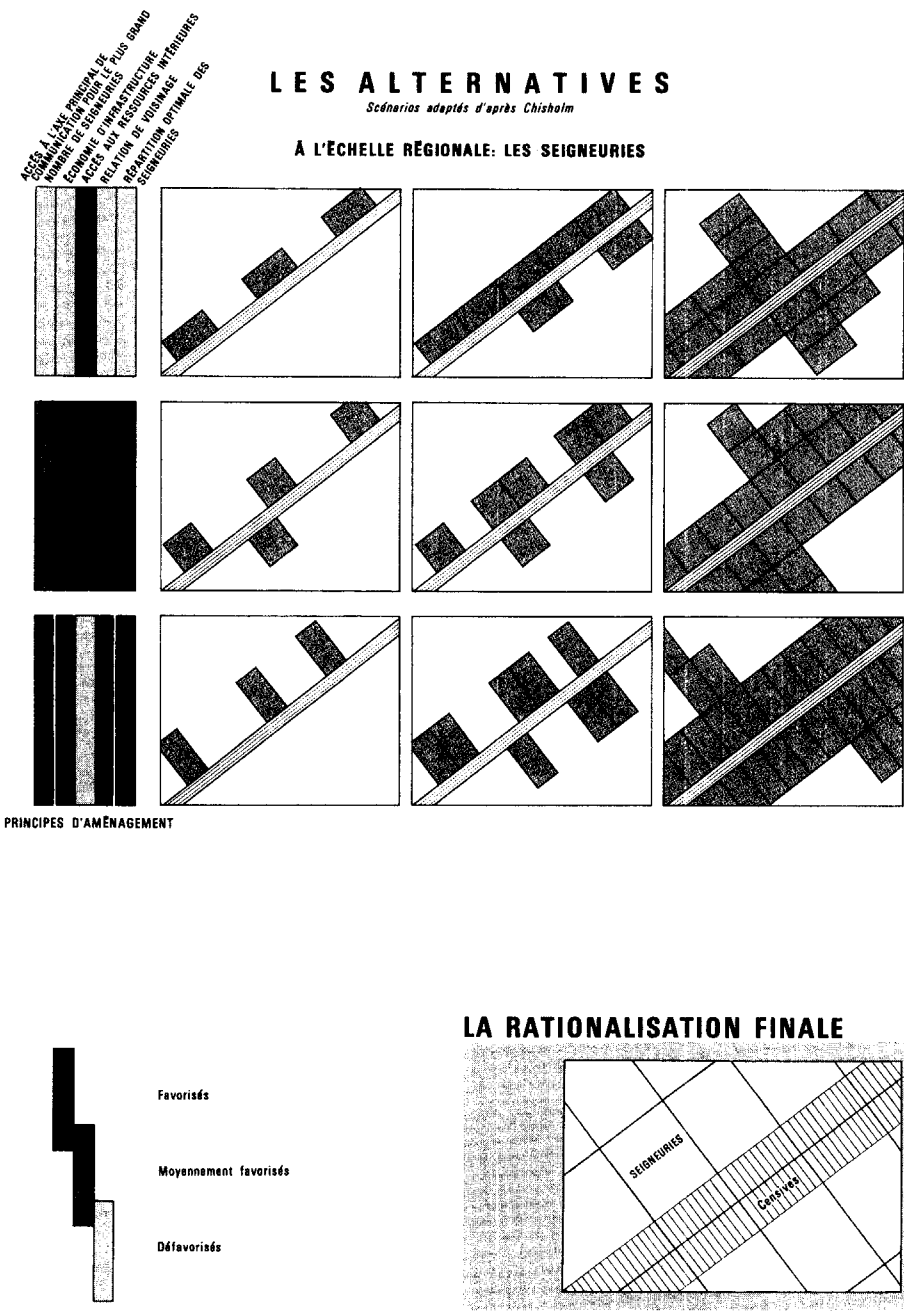 ACCÈS À L'AXE PRINCIPAL DE
COMMUNICATION POUR LE PLUS GRAND
NOMBRE DE SEIGNEURIES
ÉCONOMIE D'INFRASTRUCTURE
ACCÈS AUX RESSOURCES INTÉRIEURES
RELATION DE VOISINAGE
RÉPARTITION OPTIMALE DES
SEIGNEURIES
LES ALTERNATIVES
Scénarios adaptés d'après Chisholm
À L'ÉCHELLE RÉGIONALE: LES SEIGNEURIES
PRINCIPES D'AMÉNAGEMENT
Favorisés
Moyennement favorisés
Défavorisés
LA RATIONALISATION FINALE
SEIGNEURIES
Censives